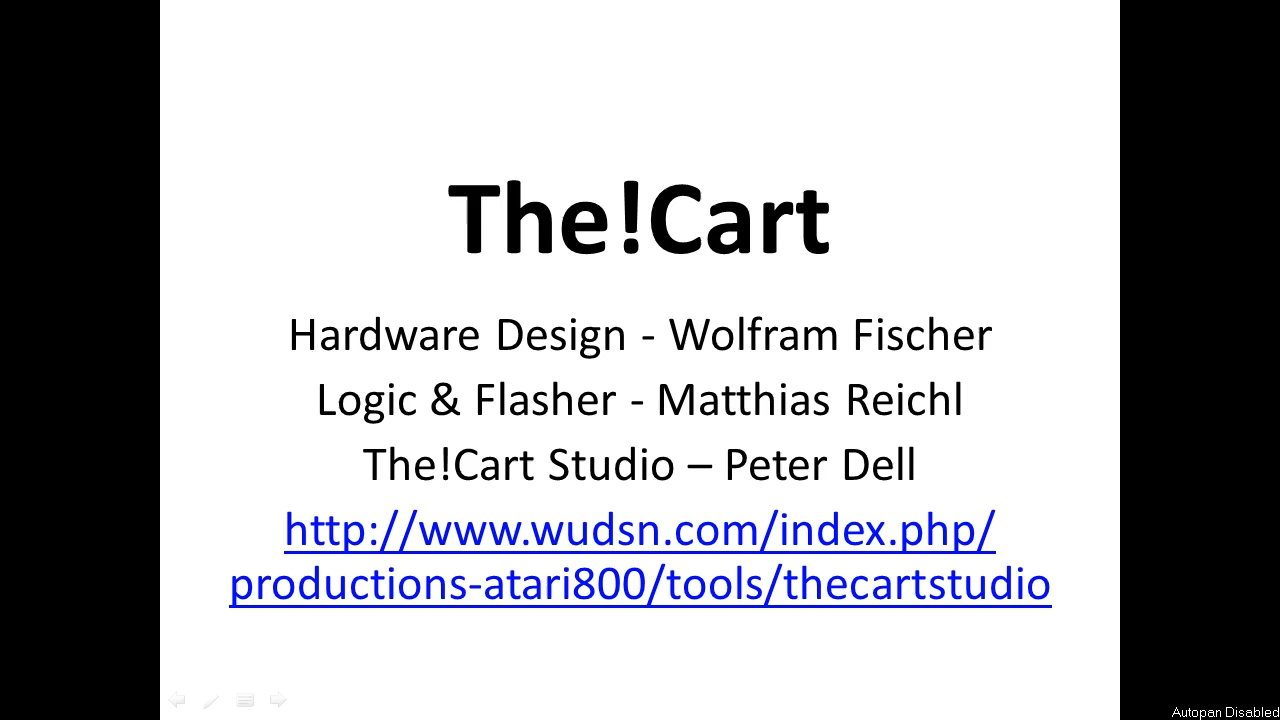 The!Cart
Hardware Design - Wolfram Fischer
Logic & Flasher - Matthias Reichl
The!Cart Studio – Peter Dell
http://www.wudsn.com/index.php/
productions-atari800/tools/thecartstudio
Autopan Disabled